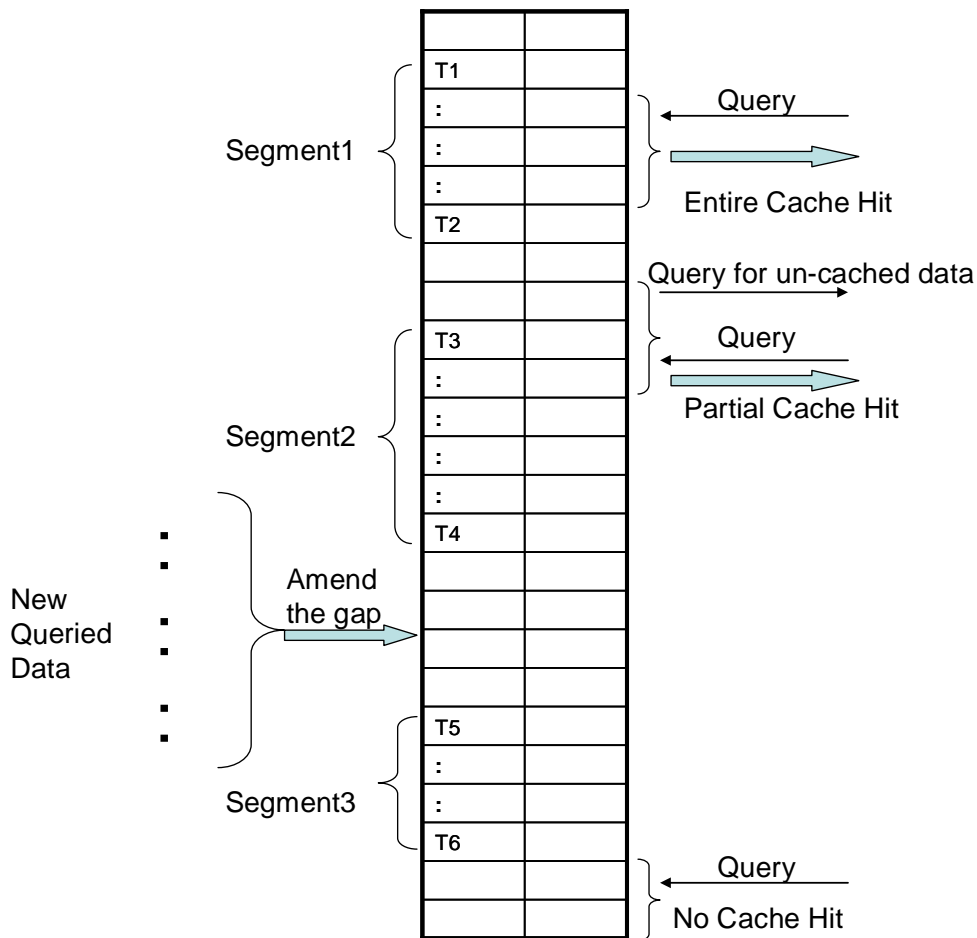 T1
:
:
:
T2
T3
:
:
:
:
T4
T5
:
:
T6
Segment1
Segment2
Segment3
New
Queried
Data
Amend
the gap
Query
Entire Cache Hit
Query for un-cached data
Query
Partial Cache Hit
Query
No Cache Hit